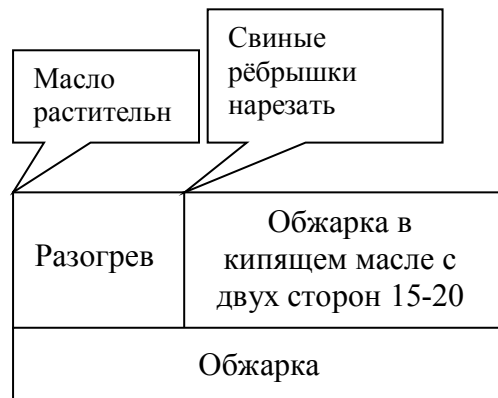 Масло
растительн
Свиные
рёбрышки
нарезать
Разогрев
Обжарка в
кипящем масле с
двух сторон 15-20
Обжарка